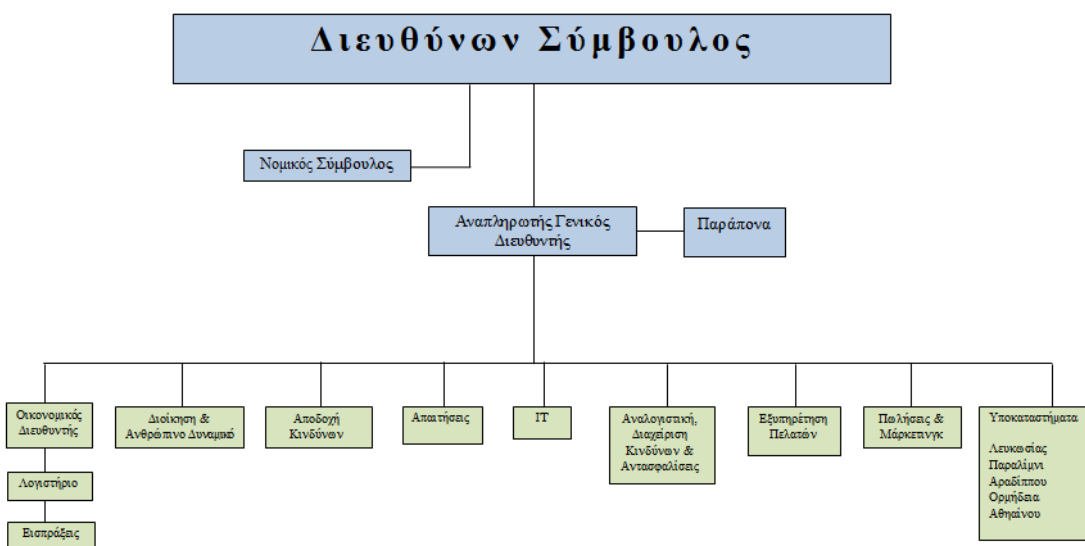 Διευθύνων Σύμβουλος
Νομικός Σύμβουλος
Αναπληρωτής Γενικός
Διευθυντής
Παράπονα
Οικονομικός
Διευθυντής
Διοίκηση &
Ανθρώπινο Δυναμικό
Αποδοχή
Κινδύνων
Απαιτήσεις
IT
Αναλογιστική,
Διαχείριση
Κινδύνων &
Αντασφαλίσεις
Εξυπηρέτηση
Πελατών
Πωλήσεις &
Μάρκετινγκ
Υποκαταστήματα
Λευκωσίας
Παραλίμνι
Αραδίππου
Ορμήδεια
Αθηαίνου
Λογιστήριο
Εισπράξεις